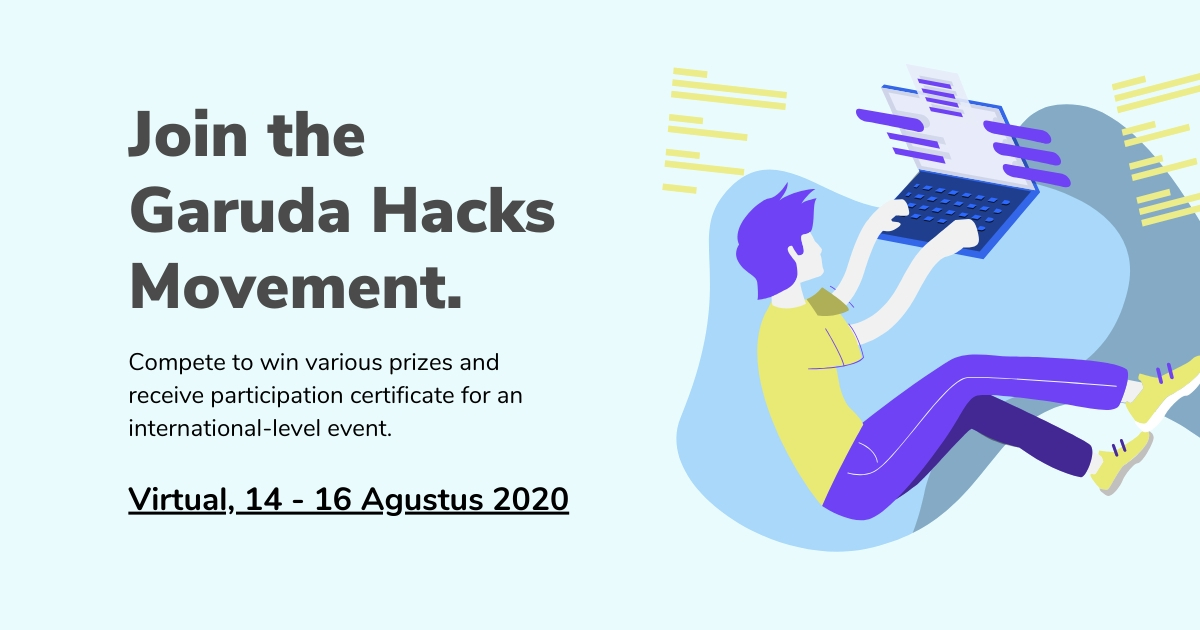 Join the
Garuda Hacks
Movement.
Compete to win various prizes and
receive participation certificate for an
international-level event.
Virtual, 14 - 16 Agustus 2020